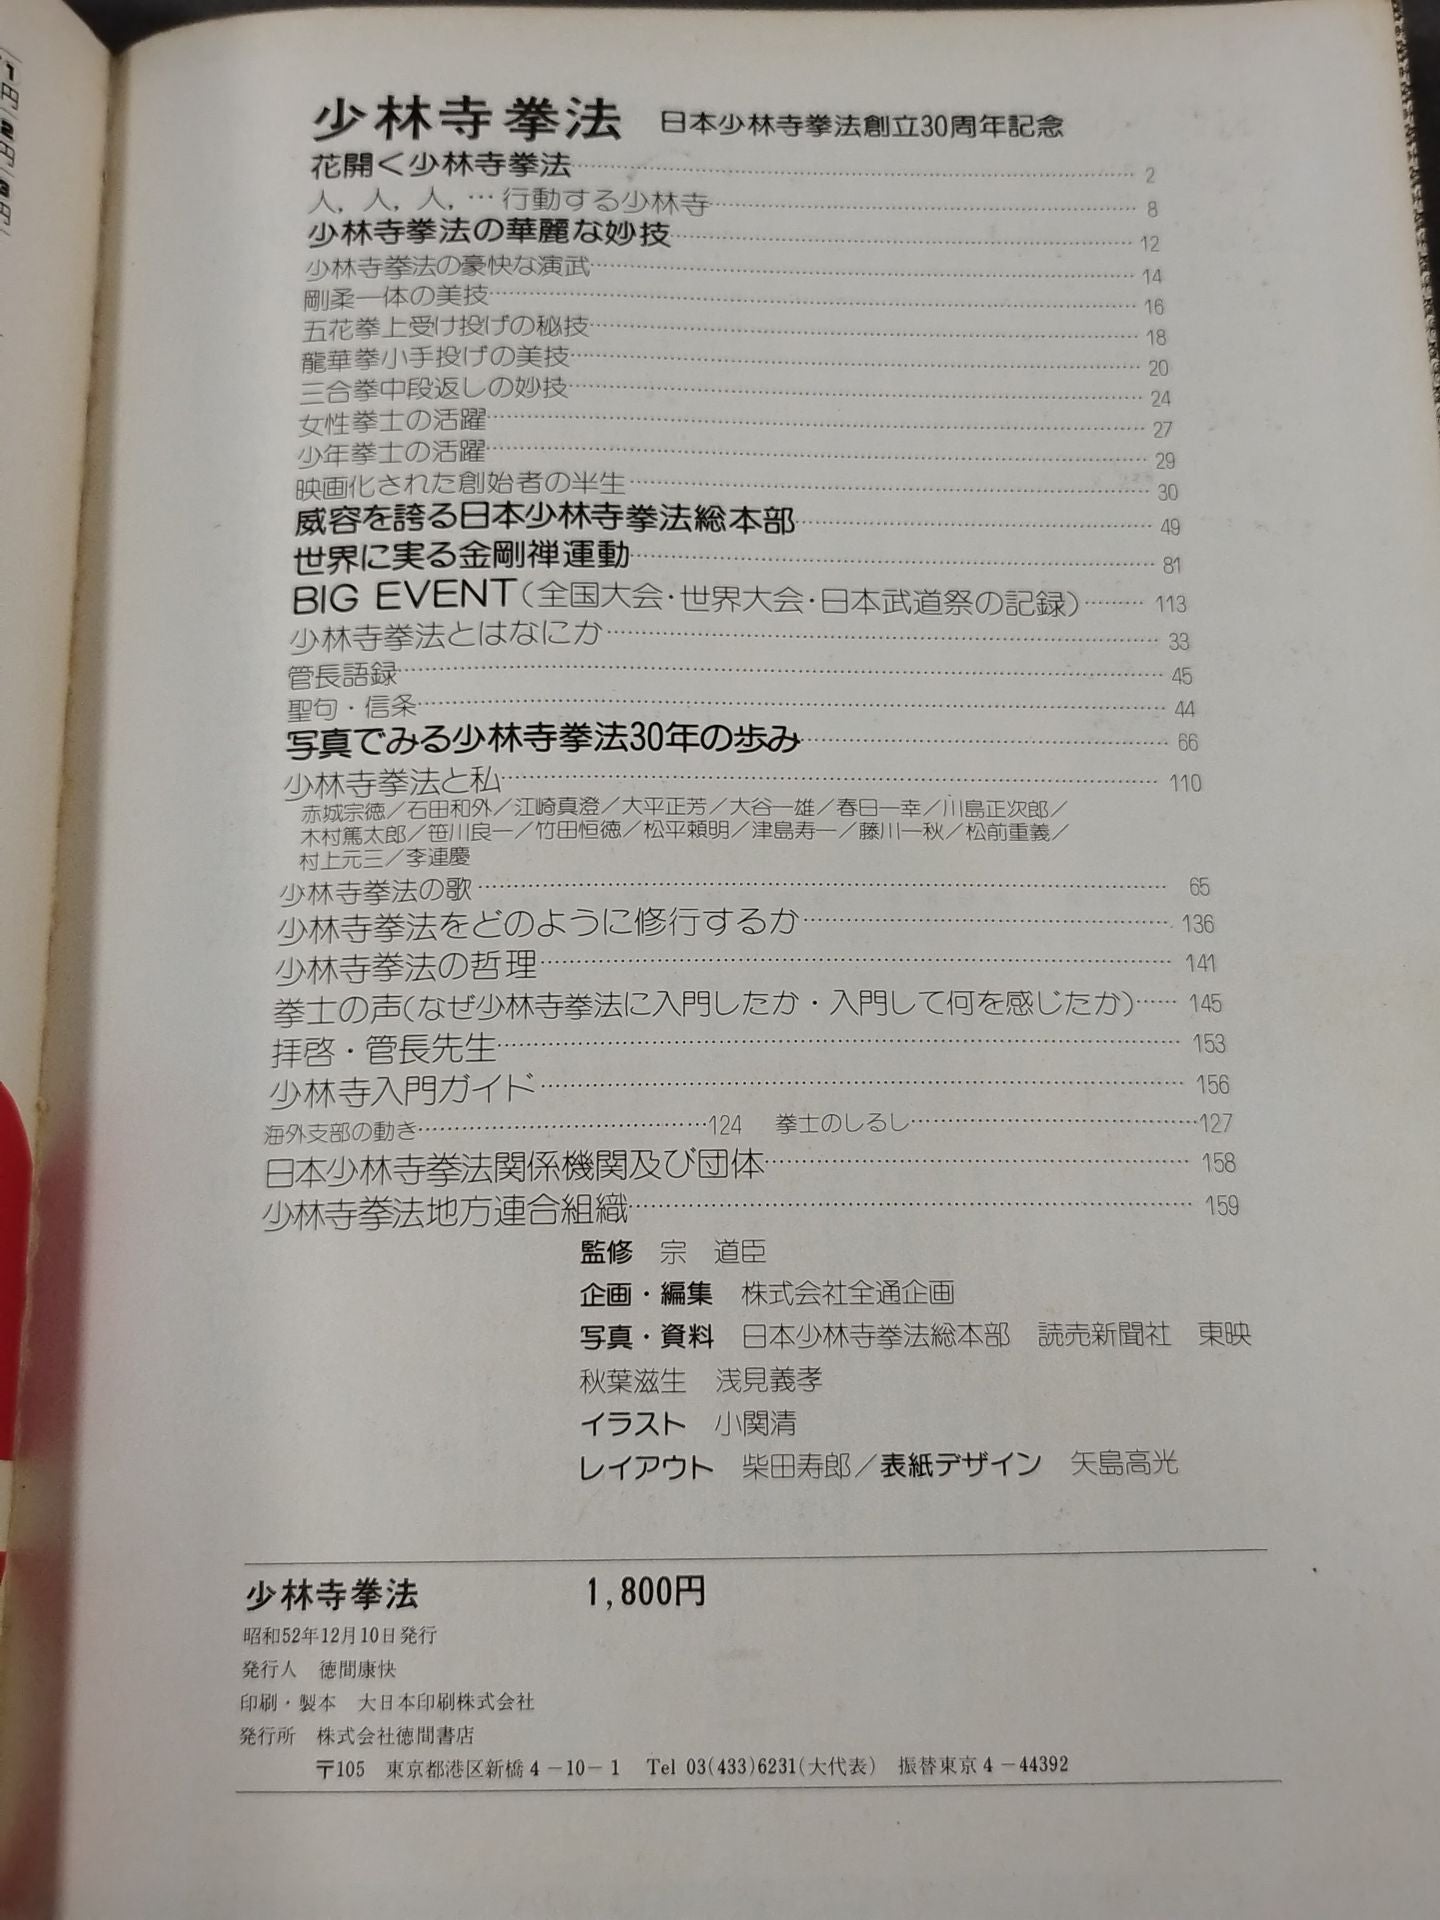 少林寺拳法 日本少林寺拳法創立30周年記念
花開く少林寺拳法 2
人，人，人，…行動する少林寺 8
少林寺拳法の華麗な妙技 12
少林寺拳法の豪快な演武 14
剛柔一体の美技 16
五花拳上受け投げの秘技 18
龍華拳小手投げの美技 20
三合拳中段返しの妙技 24
女性拳士の活躍 27
少年拳士の活躍 29
映画化された創始者の半生 30
威容を誇る日本少林寺拳法総本部 49
世界に実る金剛禅運動 81
BIG EVENT(全国大会・世界大会・日本武道祭の記録) 113
少林寺拳法とはなにか 33
管長語録 45
聖句・信条 44
写真でみる少林寺拳法30年の歩み 66
少林寺拳法と私 110
赤城宗徳／石田和外／江崎真澄／大平正芳／大谷一雄／春日一幸／川島正次郎／
木村篤太郎／笹川良一／竹田恒徳／松平頼明／津島寿一／藤川一秋／松前重義／
村上元三／李連慶
少林寺拳法の歌 65
少林寺拳法をどのように修行するか 136
少林寺拳法の哲理 141
拳士の声(なぜ少林寺拳法に入門したか・入門して何を感じたか) 145
拝啓・管長先生 153
少林寺入門ガイド 156
海外支部の動き 124 拳士のしるし 127
日本少林寺拳法関係機関及び団体 158
少林寺拳法地方連合組織 159
監修 宗 道臣
企画・編集 株式会社全通企画
写真・資料 日本少林寺拳法総本部 読売新聞社 東映
秋葉滋生 浅見義孝
イラスト 小関清
レイアウト 柴田寿郎／表紙デザイン 矢島高光
少林寺拳法 1,800円
昭和52年12月10日発行
発行人 徳間康快
印刷・製本 大日本印刷株式会社
発行所 株式会社徳間書店
〒105 東京都港区新橋4-10-1 Tel 03(433)6231(大代表) 振替東京4-44392